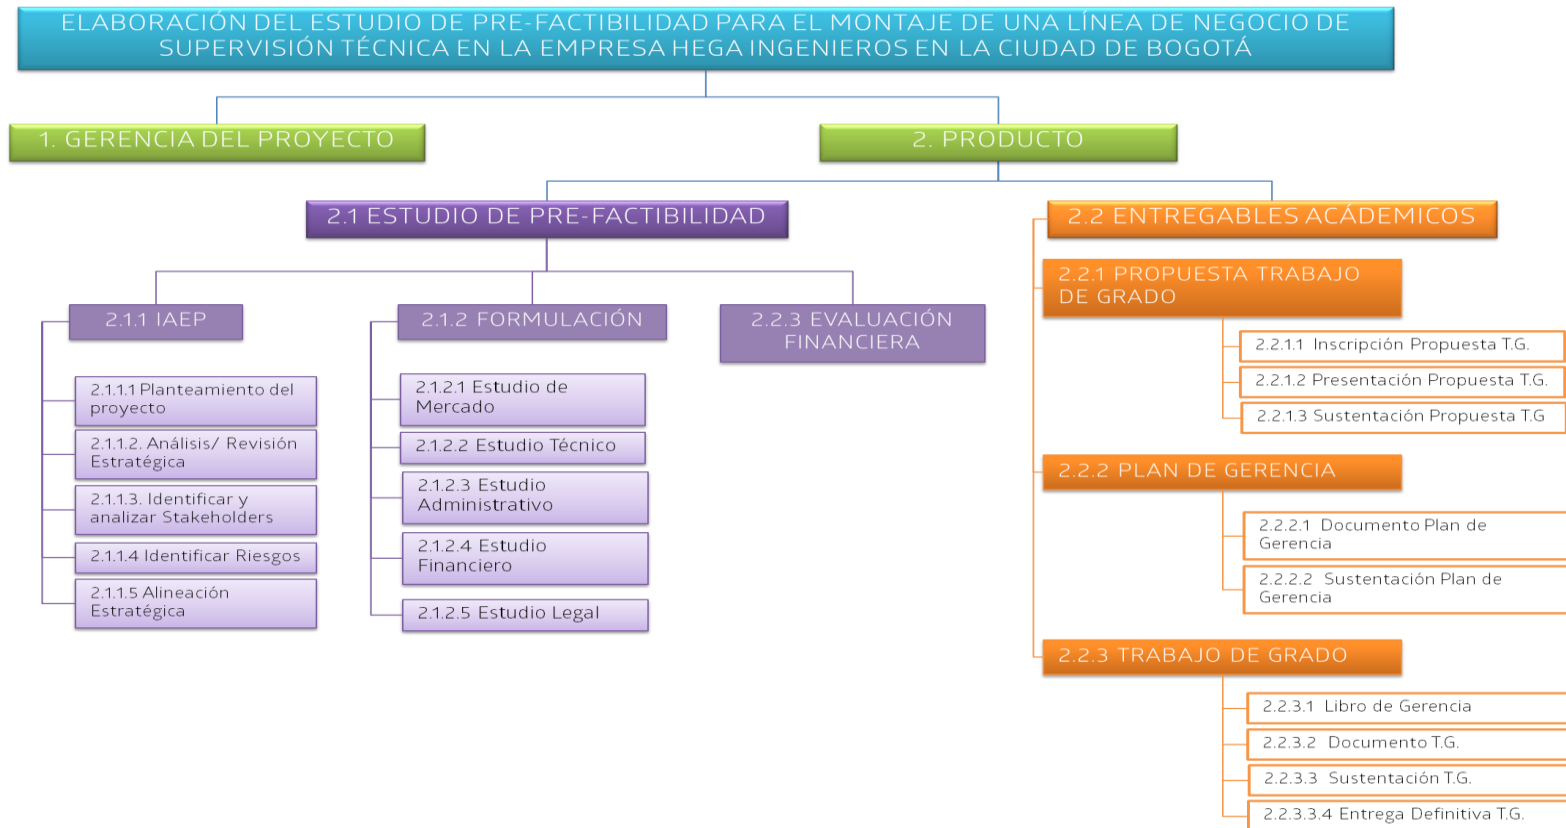 ELABORACIÓN DEL ESTUDIO DE PRE-FACTIBILIDAD PARA EL MONTAJE DE UNA LÍNEA DE NEGOCIO DE
SUPERVISIÓN TÉCNICA EN LA EMPRESA HEGA INGENIEROS EN LA CIUDAD DE BOGOTÁ
1. GERENCIA DEL PROYECTO
2. PRODUCTO
2.1 ESTUDIO DE PRE-FACTIBILIDAD
2.1.1 IAEP
2.1.1.1 Planteamiento del
proyecto
2.1.1.2. Análisis/ Revisión
Estratégica
2.1.1.3. Identificar y
analizar Stakeholders
2.1.1.4 Identificar Riesgos
2.1.1.5 Alineación
Estratégica
2.1.2 FORMULACIÓN
2.1.2.1 Estudio de
Mercado
2.1.2.2 Estudio Técnico
2.1.2.3 Estudio
Administrativo
2.1.2.4 Estudio
Financiero
2.1.2.5 Estudio Legal
2.2.3 EVALUACIÓN
FINANCIERA
2.2 ENTREGABLES ACÁDEMICOS
2.2.1 PROPUESTA TRABAJO
DE GRADO
2.2.1.1 Inscripción Propuesta T.G.
2.2.1.2 Presentación Propuesta T.G.
2.2.1.3 Sustentación Propuesta T.G
2.2.2 PLAN DE GERENCIA
2.2.2.1 Documento Plan de
Gerencia
2.2.2.2 Sustentación Plan de
Gerencia
2.2.3 TRABAJO DE GRADO
2.2.3.1 Libro de Gerencia
2.2.3.2 Documento T.G.
2.2.3.3 Sustentación T.G.
2.2.3.3.4 Entrega Definitiva T.G.